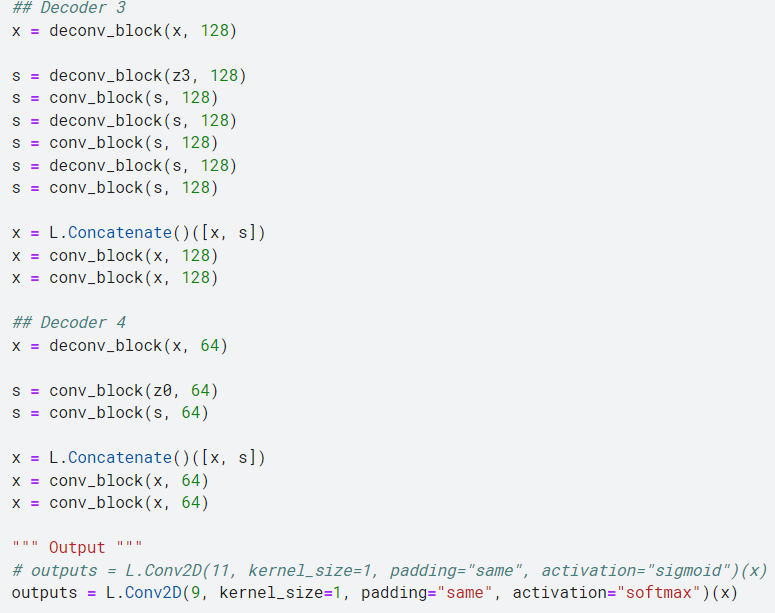 ## Decoder 3
x = deconv_block(x, 128)
s = deconv_block(z3, 128)
s = conv_block(s, 128)
s = deconv_block(s, 128)
s = conv_block(s, 128)
s = deconv_block(s, 128)
s = conv_block(s, 128)
x = L.Concatenate()([x, s])
x = conv_block(x, 128)
x = conv_block(x, 128)
## Decoder 4
x = deconv_block(x, 64)
s = conv_block(z0, 64)
s = conv_block(s, 64)
x = L.Concatenate()([x, s])
x = conv_block(x, 64)
x = conv_block(x, 64)
""" Output """
# outputs = L.Conv2D(11, kernel_size=1, padding="same", activation="sigmoid")(x)
outputs = L.Conv2D(9, kernel_size=1, padding="same", activation="softmax")(x)